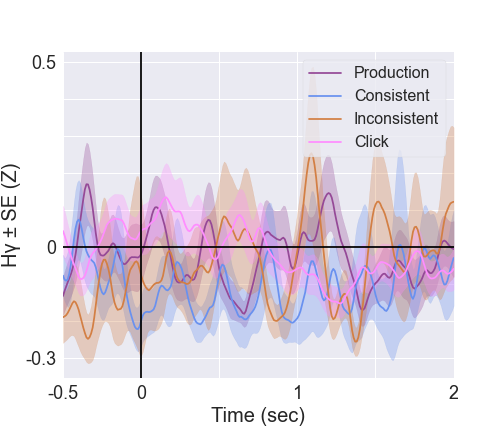 Hγ ± SE (Z)
0.5
0
-0.3
Production
Consistent
Inconsistent
Click
-0.5 0 1 2
Time (sec)